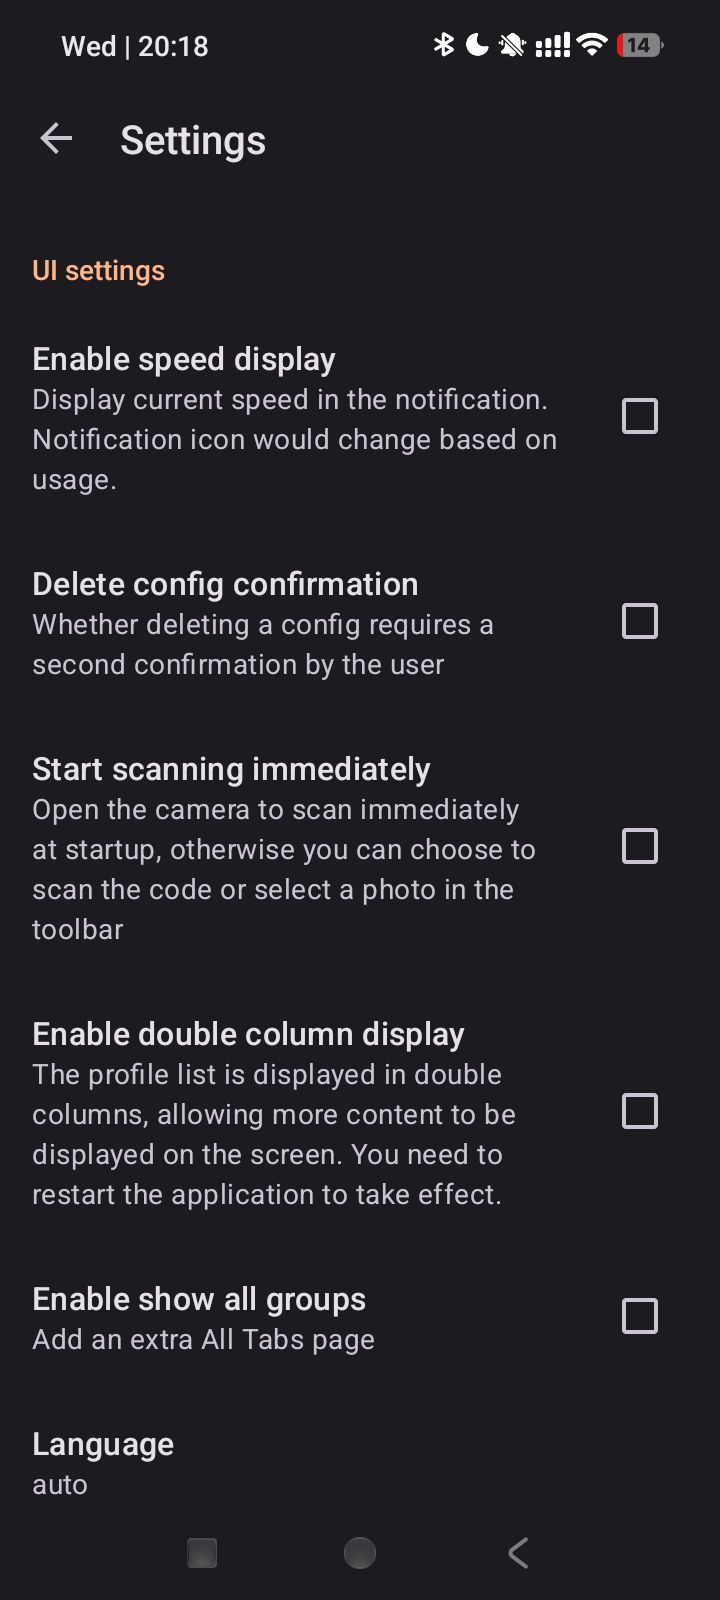 Wed | 20:18
14
Settings
UI settings
Enable speed display
Display current speed in the notification.
Notification icon would change based on
usage.
Delete config confirmation
Whether deleting a config requires a
second confirmation by the user
Start scanning immediately
Open the camera to scan immediately
at startup, otherwise you can choose to
scan the code or select a photo in the
toolbar
Enable double column display
The profile list is displayed in double
columns, allowing more content to be
displayed on the screen. You need to
restart the application to take effect.
Enable show all groups
Add an extra All Tabs page
Language
auto